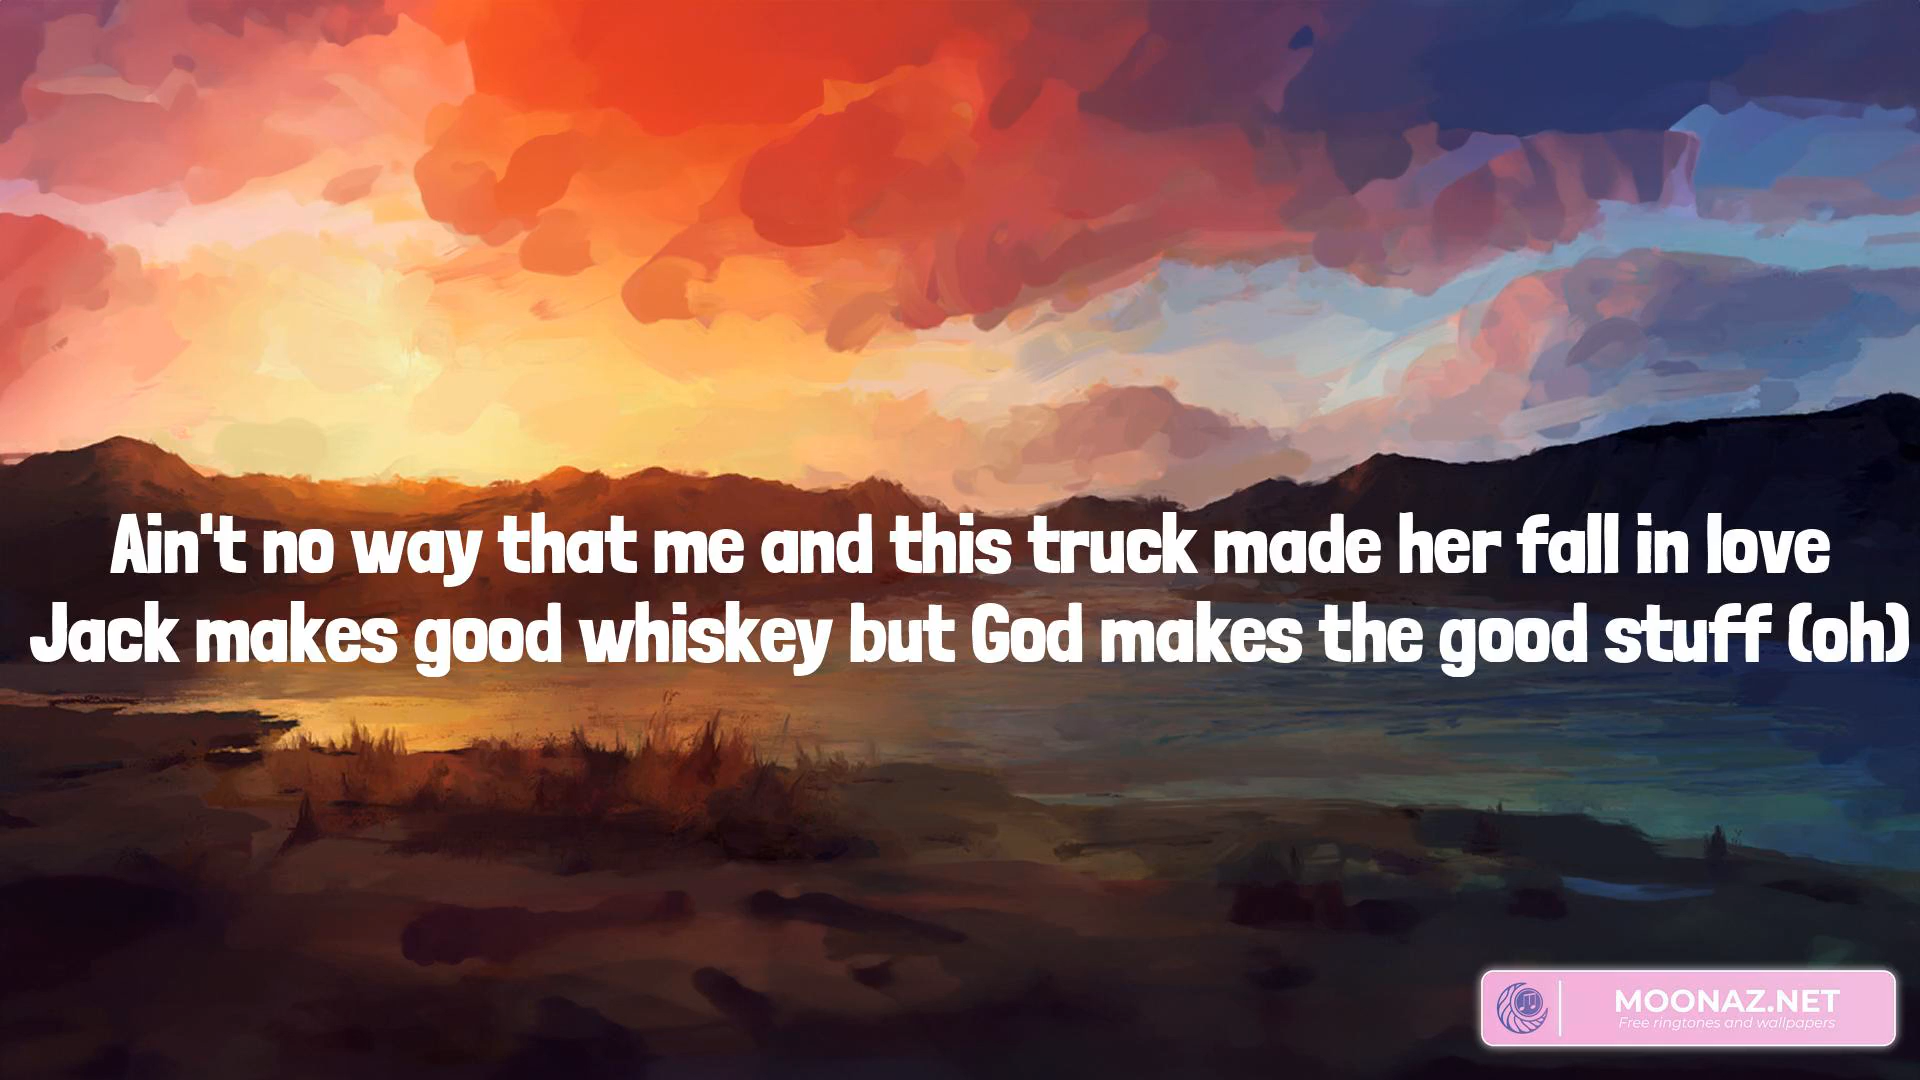 Ain't no way that me and this truck made her fall in love
Jack makes good whiskey but God makes the good stuff (oh)
MOONAZ.NET
Free ringtones and wallpapers